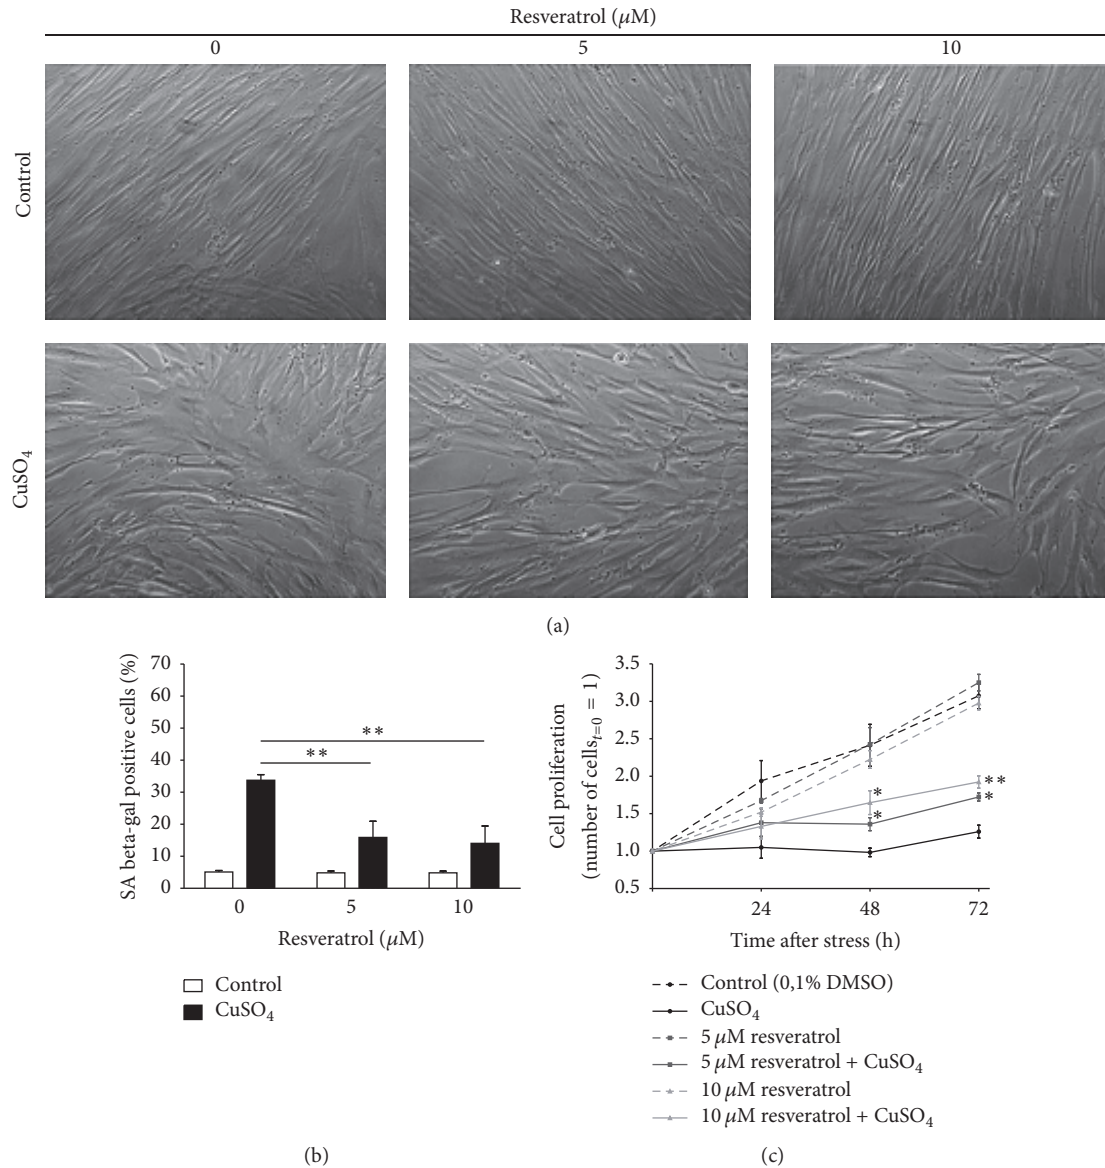 Resveratrol (μM)
0 5 10
Control
CuSO₄
(a)
SA beta-gal positive cells (%)
70
60
50
40
30
20
10
0
**
**
0 5 10
Resveratrol (μM)
Control
CuSO₄
(b)
Cell proliferation
(number of cells_{t=0} = 1)
3.5
3.0
2.5
2.0
1.5
1.0
0.5
*
*
**
*
24 48 72
Time after stress (h)
Control (0,1% DMSO)
CuSO₄
5 μM resveratrol
5 μM resveratrol + CuSO₄
10 μM resveratrol
10 μM resveratrol + CuSO₄
(c)